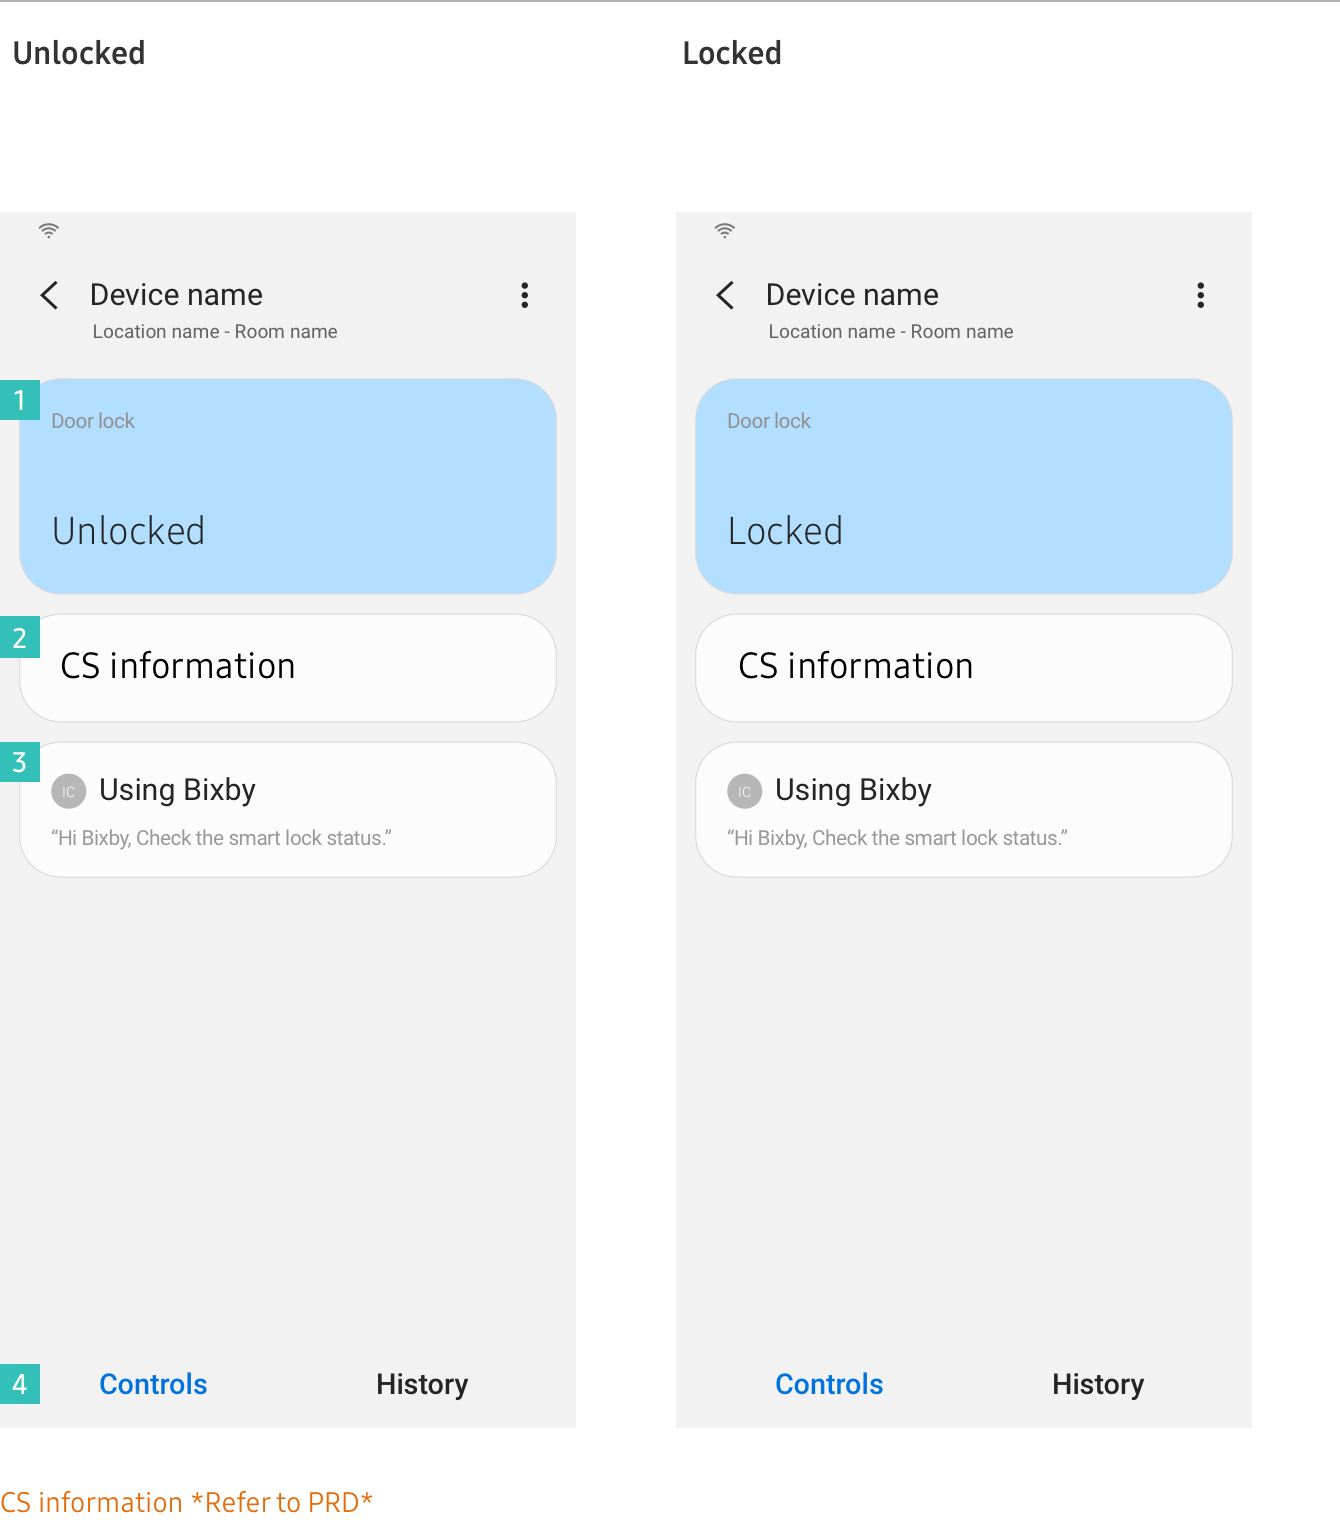 Unlocked
Locked
Device name
Location name - Room name
1
Door lock
Unlocked
2
CS information
3
IC Using Bixby
“Hi Bixby, Check the smart lock status.”
4
Controls History
Device name
Location name - Room name
Door lock
Locked
CS information
IC Using Bixby
“Hi Bixby, Check the smart lock status.”
Controls History
CS information *Refer to PRD*